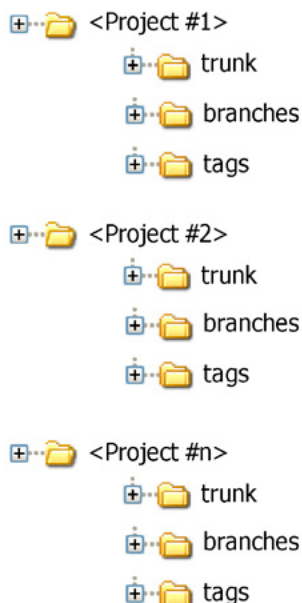 <Project #1>
trunk
branches
tags
<Project #2>
trunk
branches
tags
<Project #n>
trunk
branches
tags